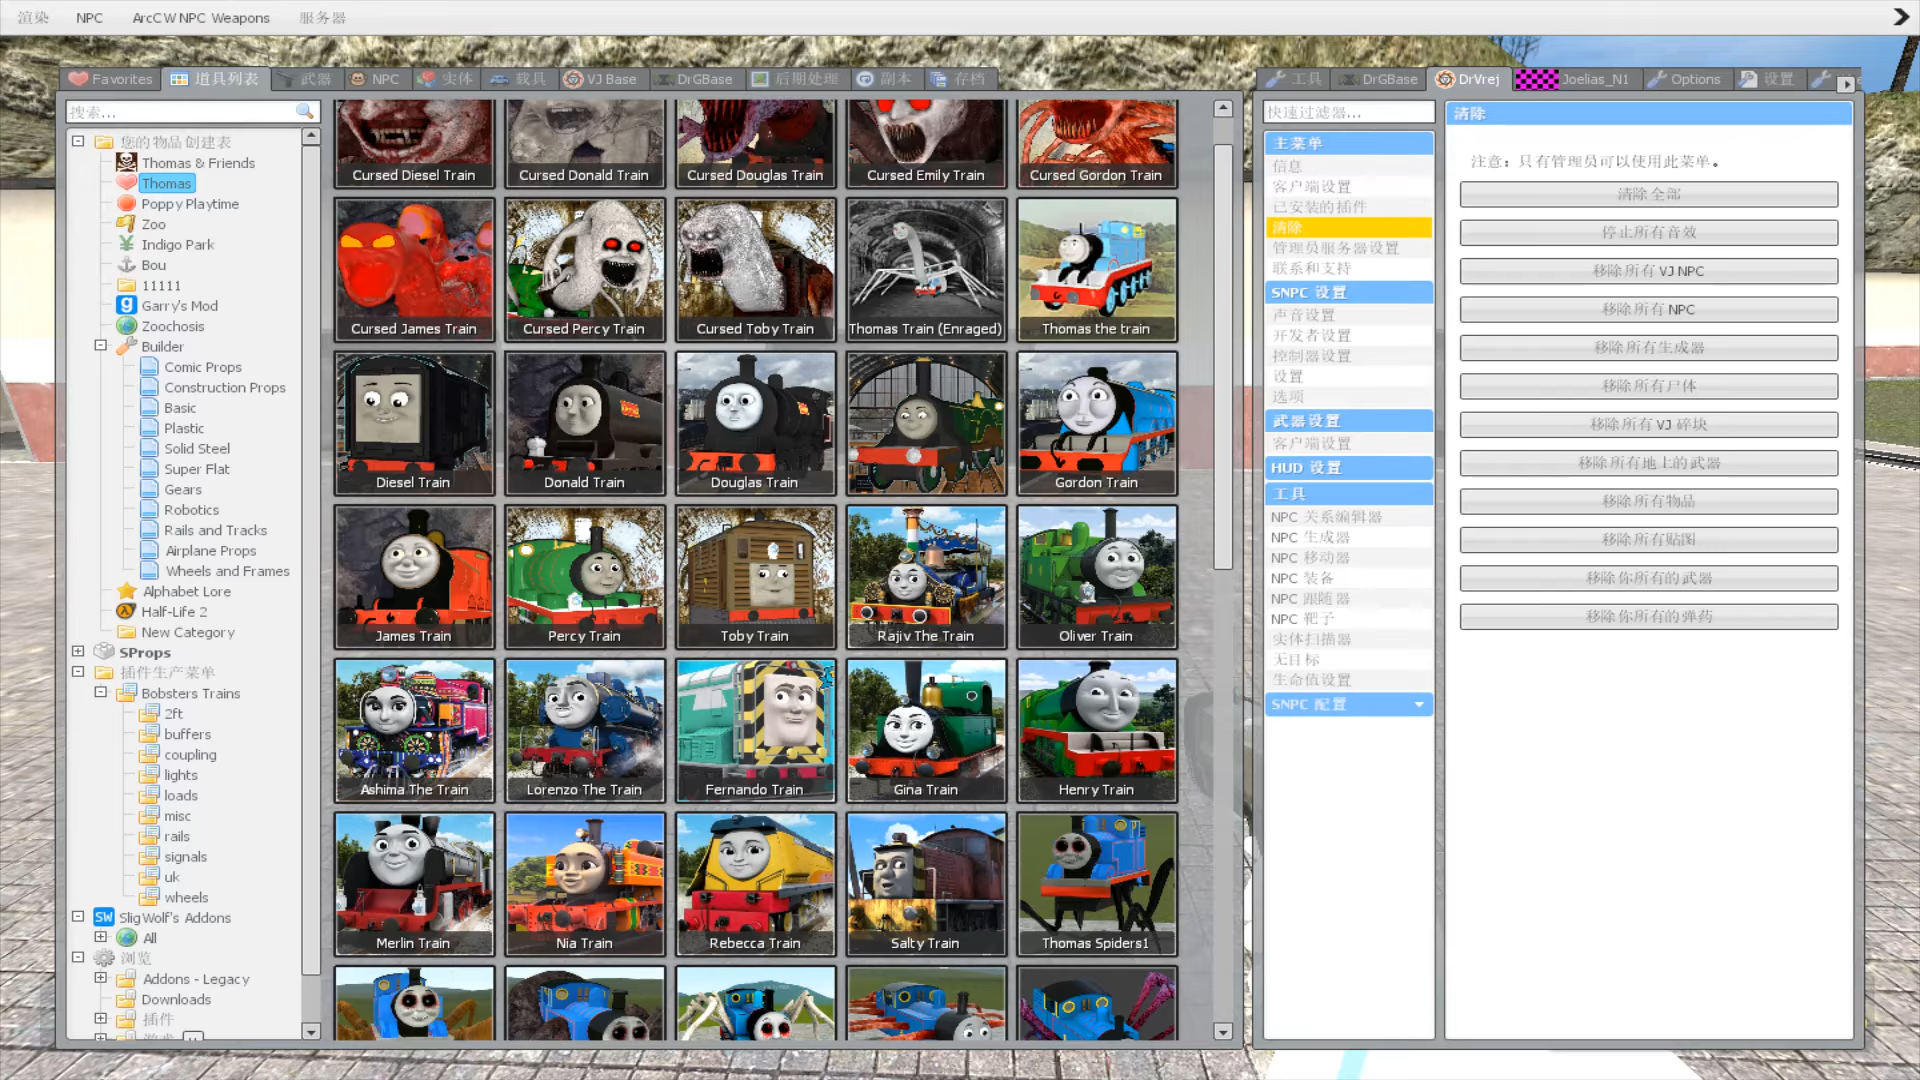 渲染 NPC ArcCW NPC Weapons 服务器
Favorites 道具列表 武器 NPC 实体 载具 VJ Base DrGBase 后期处理 副本 存档
工具 DrGBase DrVrej Joelias_N1 Options 设置
搜索...
您的物品创建表
Thomas & Friends
Thomas
Poppy Playtime
Zoo
Indigo Park
Bou
11111
Garry's Mod
Zoochosis
Builder
Comic Props
Construction Props
Basic
Plastic
Solid Steel
Super Flat
Gears
Robotics
Rails and Tracks
Airplane Props
Wheels and Frames
Alphabet Lore
Half-Life 2
New Category
SProps
插件生产菜单
Bobsters Trains
2ft
buffers
coupling
lights
loads
misc
rails
signals
uk
wheels
SW SligWolf's Addons
All
浏览
Addons - Legacy
Downloads
插件
Cursed Diesel Train
Cursed Donald Train
Cursed Douglas Train
Cursed Emily Train
Cursed Gordon Train
Cursed James Train
Cursed Percy Train
Cursed Toby Train
Thomas Train (Enraged)
Thomas the train
Diesel Train
Donald Train
Douglas Train
Gordon Train
James Train
Percy Train
Toby Train
Rajiv The Train
Oliver Train
Ashima The Train
Lorenzo The Train
Fernando Train
Gina Train
Henry Train
Merlin Train
Nia Train
Rebecca Train
Salty Train
Thomas Spiders1
快速过滤器...
主菜单
信息
客户端设置
已安装的插件
清除
管理员服务器设置
联系和支持
SNPC 设置
声音设置
开发者设置
控制器设置
设置
选项
武器设置
客户端设置
HUD 设置
工具
NPC 关系编辑器
NPC 生成器
NPC 移动器
NPC 装备
NPC 跟随器
NPC 靶子
实体扫描器
无目标
生命值设置
SNPC 配置
清除
注意：只有管理员可以使用此菜单。
清除全部
停止所有音效
移除所有 VJ NPC
移除所有 NPC
移除所有生成器
移除所有尸体
移除所有 VJ 碎块
移除所有地上的武器
移除所有物品
移除所有贴图
移除你所有的武器
移除你所有的弹药